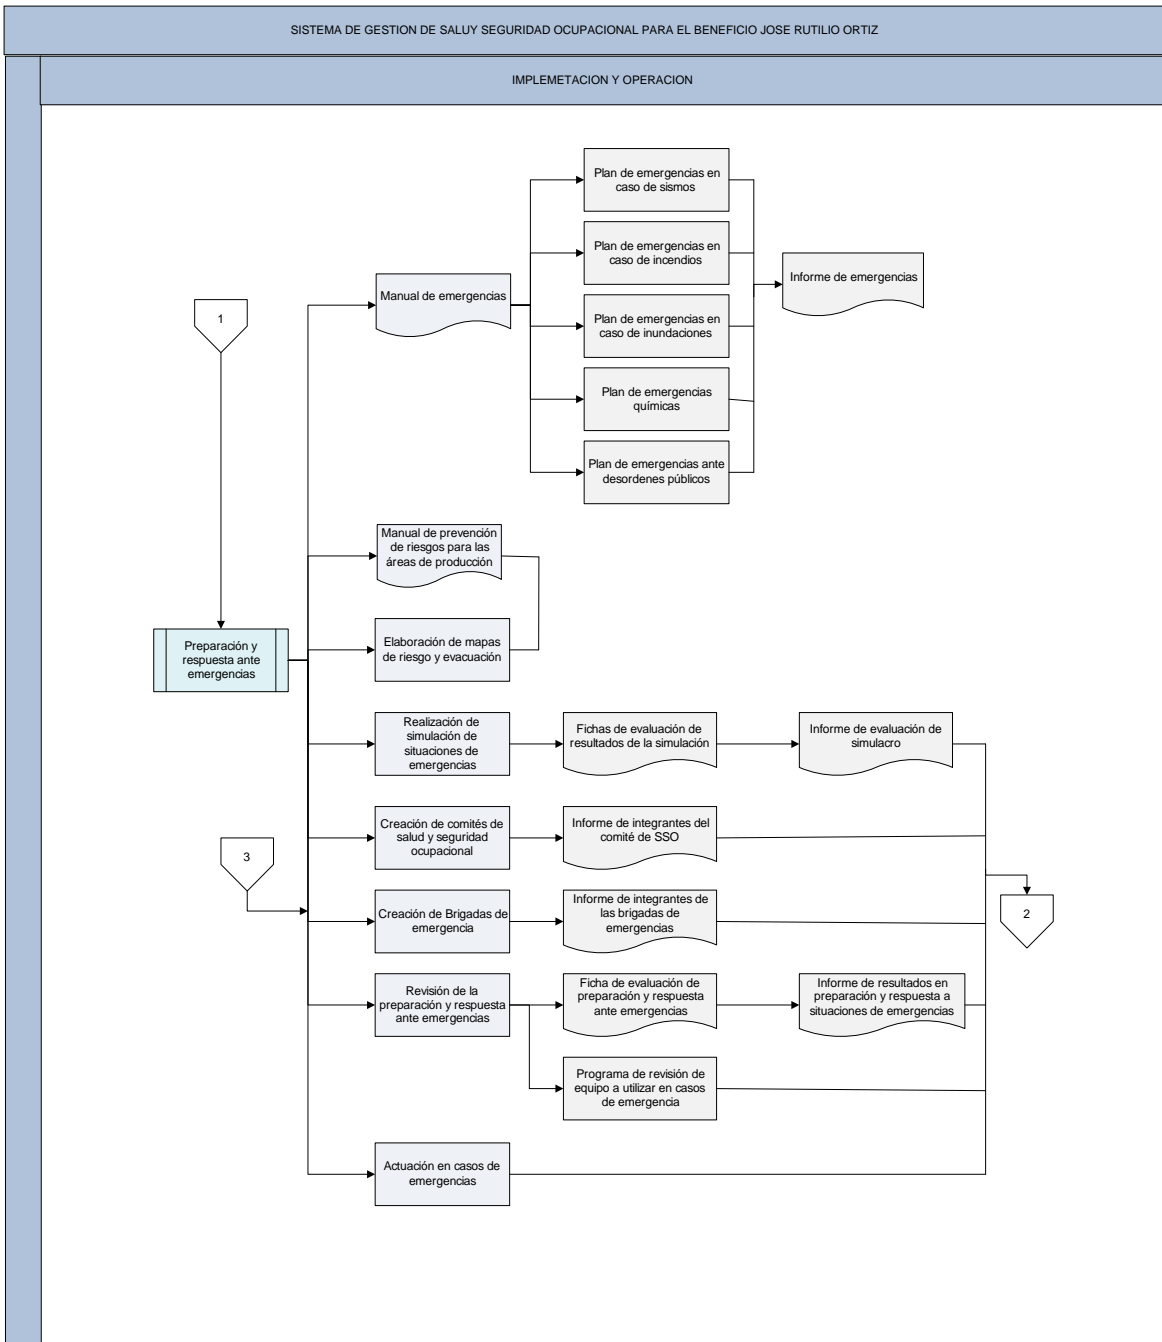 SISTEMA DE GESTION DE SALUY SEGURIDAD OCUPACIONAL PARA EL BENEFICIO JOSE RUTILIO ORTIZ
IMPLEMETACION Y OPERACION
1
Manual de emergencias
Plan de emergencias en
caso de sismos
Plan de emergencias en
caso de incendios
Plan de emergencias en
caso de inundaciones
Plan de emergencias
químicas
Plan de emergencias ante
desordenes públicos
Informe de emergencias
Manual de prevención
de riesgos para las
áreas de producción
Preparación y
respuesta ante
emergencias
Elaboración de mapas
de riesgo y evacuación
Realización de
simulación de
situaciones de
emergencias
Fichas de evaluación de
resultados de la simulación
Informe de evaluación de
simulacro
3
Creación de comités de
salud y seguridad
ocupacional
Informe de integrantes del
comité de SSO
Creación de Brigadas de
emergencia
Informe de integrantes de
las brigadas de
emergencias
2
Revisión de la
preparación y respuesta
ante emergencias
Ficha de evaluación de
preparación y respuesta
ante emergencias
Informe de resultados en
preparación y respuesta a
situaciones de emergencias
Programa de revisión de
equipo a utilizar en casos
de emergencia
Actuación en casos de
emergencias